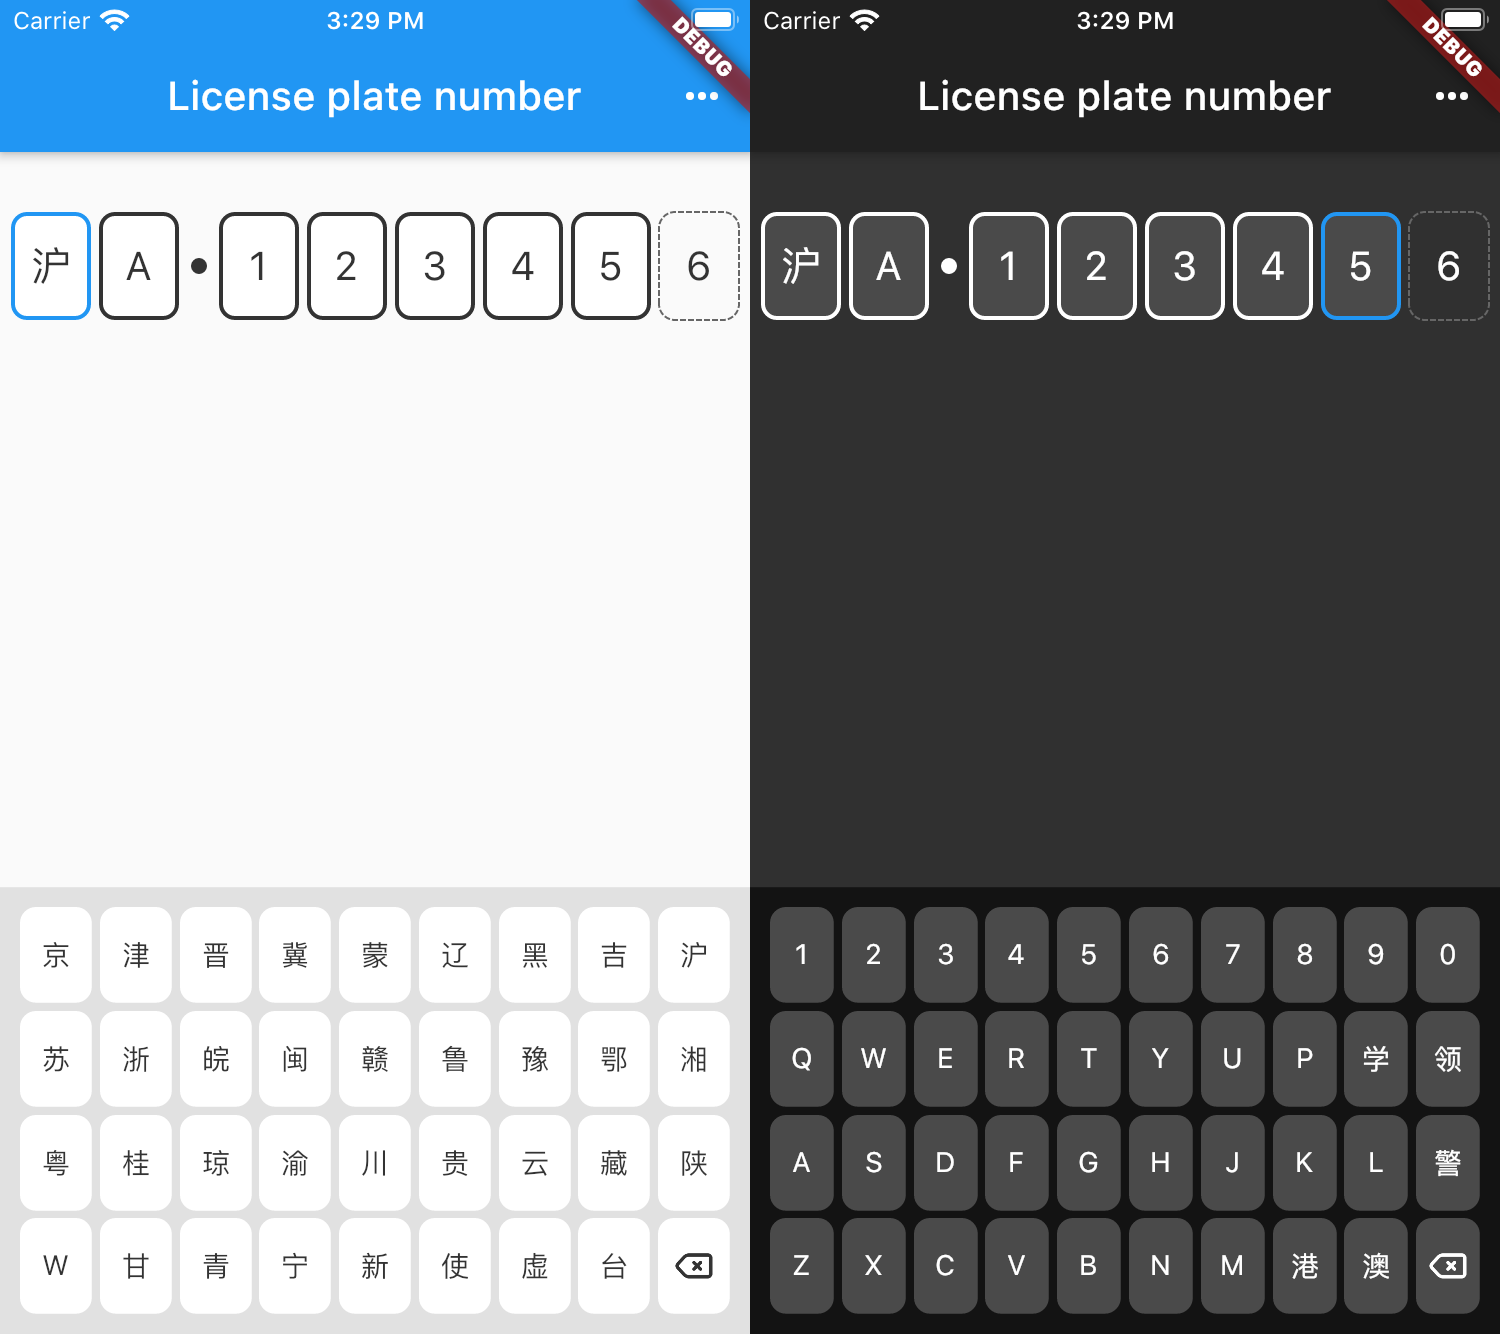 Carrier 3:29 PM
DEBUG
License plate number
沪 A • 1 2 3 4 5 6
京 津 晋 冀 蒙 辽 黑 吉 沪
苏 浙 皖 闽 赣 鲁 豫 鄂 湘
粤 桂 琼 渝 川 贵 云 藏 陕
W 甘 青 宁 新 使 虚 台
Carrier 3:29 PM
DEBUG
License plate number
沪 A • 1 2 3 4 5 6
1 2 3 4 5 6 7 8 9 0
Q W E R T Y U P 学 领
A S D F G H J K L 警
Z X C V B N M 港 澳